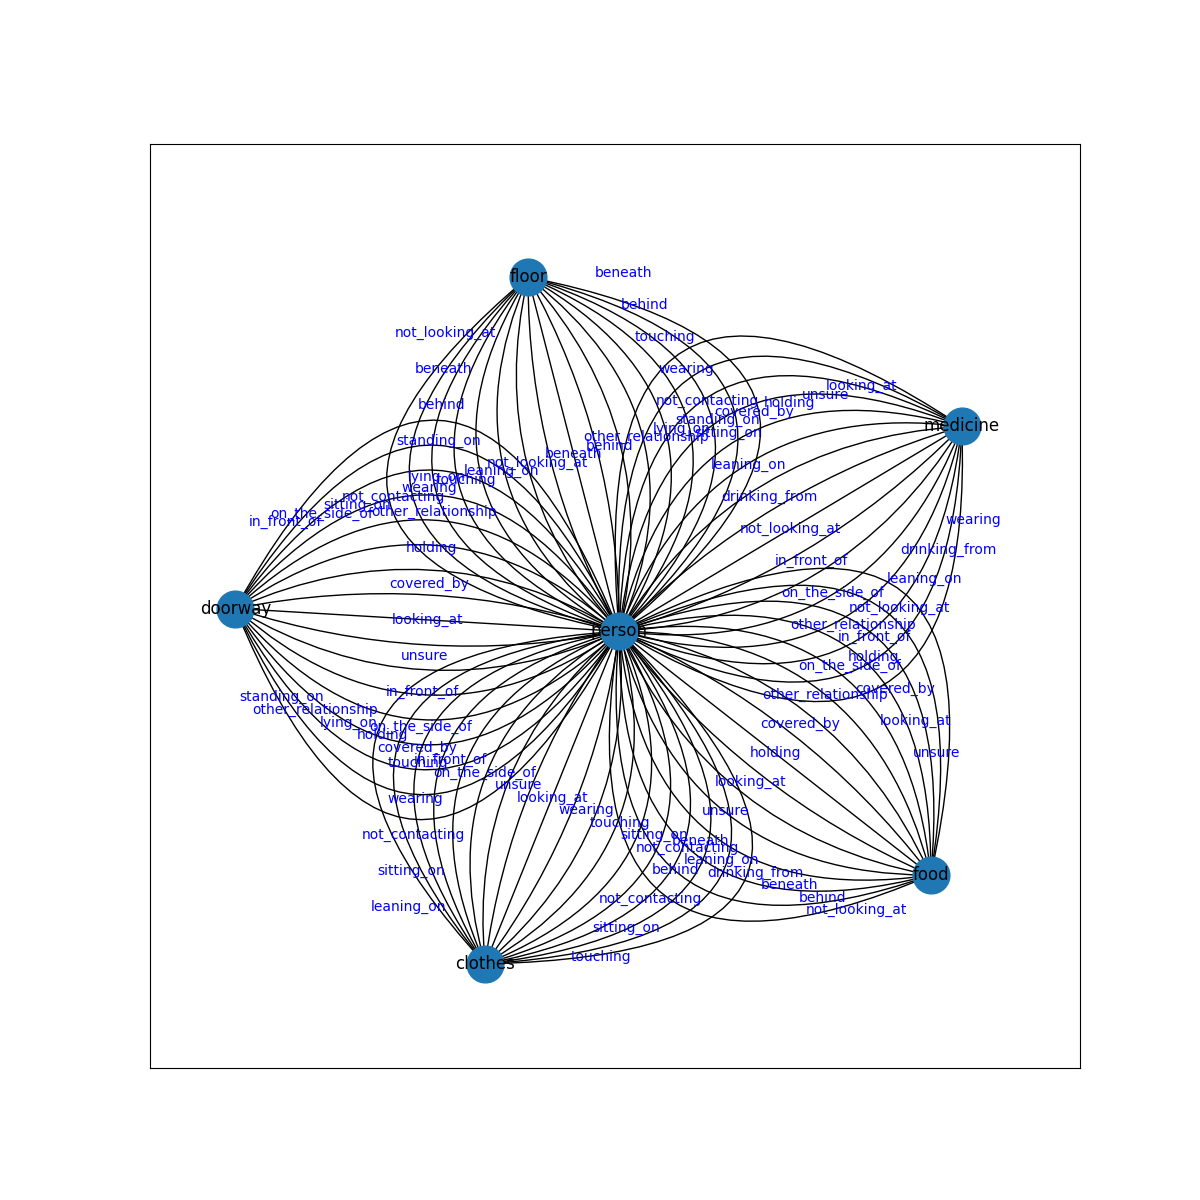 beneath
floor
behind
not_looking_at
touching
beneath
wearing
looking_at
unsure
not_contacting
holding
behind
covered_by
standing_on
medicine
lying_on
sitting_on
other_relationship
standing_on
behind
beneath
not_looking_at
leaning_on
leaning_on
lying_on
touching
wearing
not_contacting
drinking_from
sitting_on
on_the_side_of
other_relationship
in_front_of
wearing
not_looking_at
holding
drinking_from
in_front_of
leaning_on
covered_by
on_the_side_of
doorway
not_looking_at
looking_at
other_relationship
person
in_front_of
unsure
holding
on_the_side_of
in_front_of
covered_by
other_relationship
standing_on
other_relationship
looking_at
lying_on
covered_by
on_the_side_of
holding
covered_by
holding
unsure
in_front_of
touching
on_the_side_of
looking_at
unsure
looking_at
wearing
wearing
unsure
touching
not_contacting
sitting_on
beneath
not_contacting
leaning_on
sitting_on
behind
drinking_from
food
beneath
behind
not_contacting
leaning_on
not_looking_at
sitting_on
touching
clothes